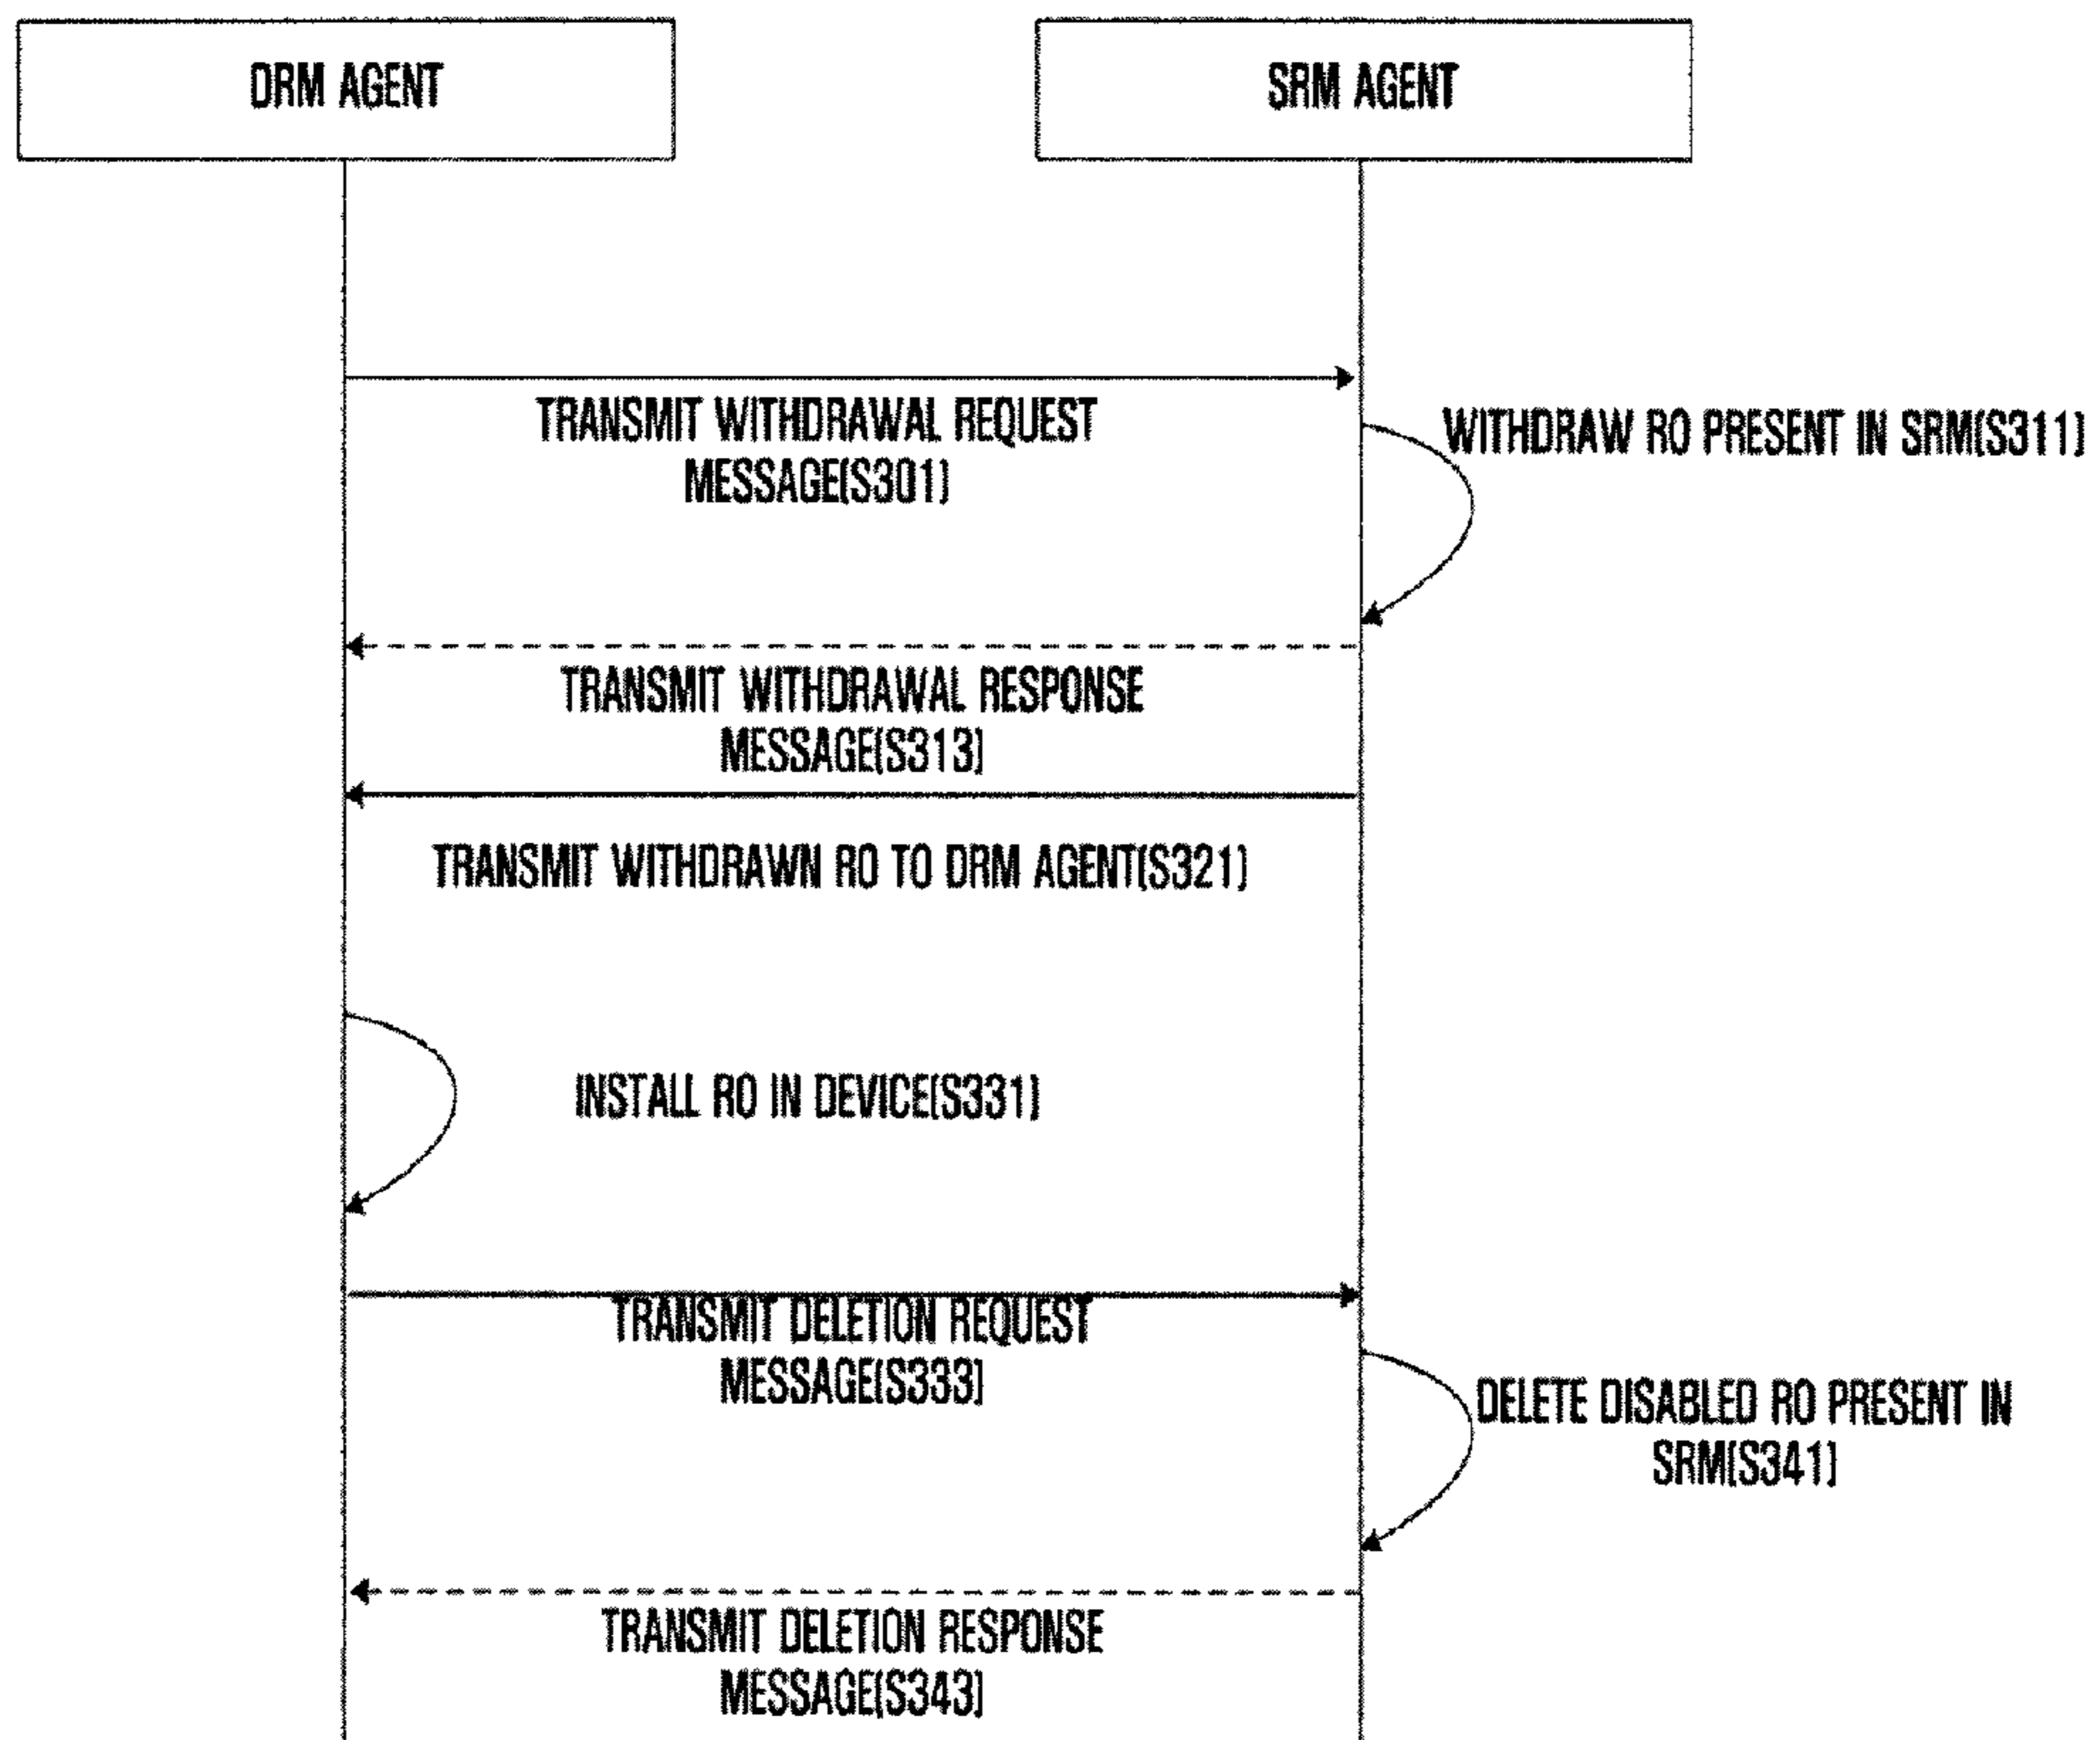 DRM AGENT
SRM AGENT
TRANSMIT WITHDRAWAL REQUEST
MESSAGE(S301)
WITHDRAW RO PRESENT IN SRM(S311)
TRANSMIT WITHDRAWAL RESPONSE
MESSAGE(S313)
TRANSMIT WITHDRAWN RO TO DRM AGENT(S321)
INSTALL RO IN DEVICE(S331)
TRANSMIT DELETION REQUEST
MESSAGE(S333)
DELETE DISABLED RO PRESENT IN
SRM(S341)
TRANSMIT DELETION RESPONSE
MESSAGE(S343)